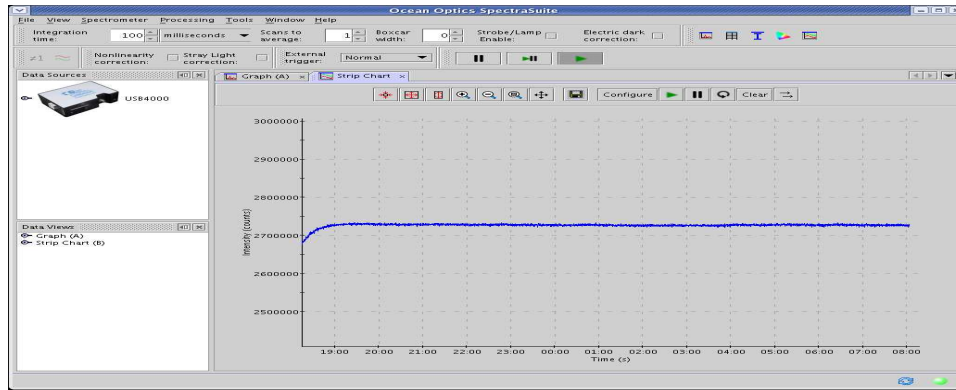 Ocean Optics SpectraSuite
File View Spectrometer Processing Tools Window Help
Integration time: 100 milliseconds Scans to average: 1 Boxcar width: 0 Strobe/Lamp Enable: Electric dark correction:
Nonlinearity correction: Stray Light correction: External trigger: Normal
Data Sources
USB4000
Data Views
Graph (A)
Strip Chart (B)
Graph (A) Strip Chart
Configure Clear
3000000
2900000
2800000
2700000
2600000
2500000
Intensity (counts)
19:00 20:00 21:00 22:00 23:00 00:00 01:00 02:00 03:00 04:00 05:00 06:00 07:00 08:00
Time (s)